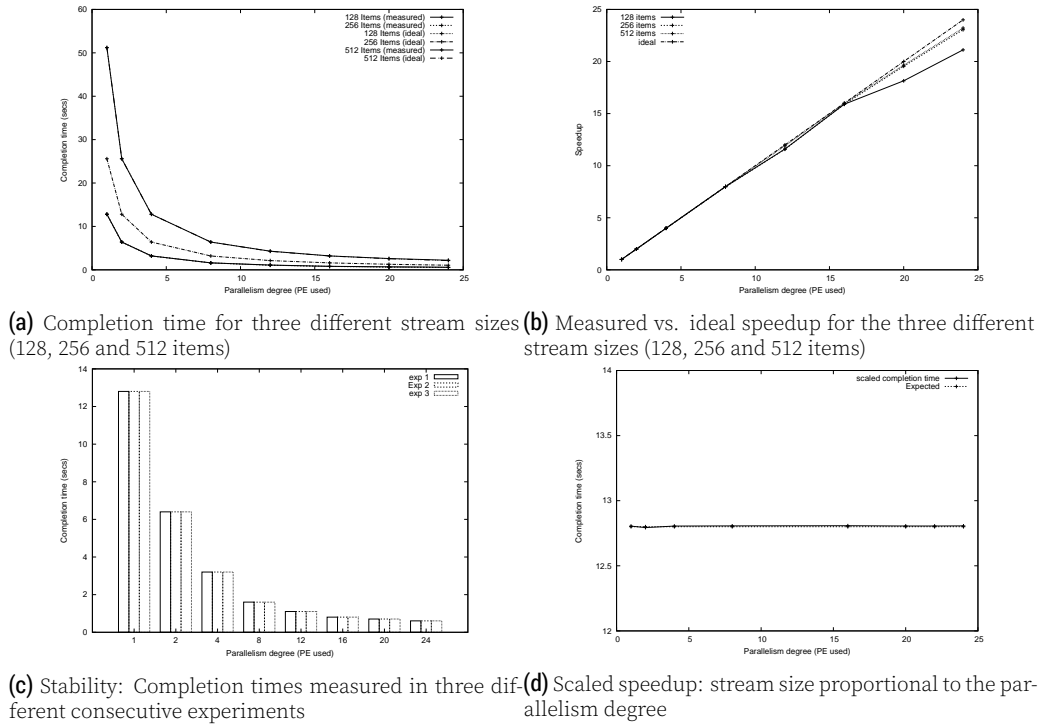 60
50
40
30
20
10
0
Completion time (secs)
128 Items (measured)
256 Items (measured)
128 Items (ideal)
256 Items (ideal)
512 Items (measured)
512 Items (ideal)
0 5 10 15 20 25
Parallelism degree (PE used)
(a) Completion time for three different stream sizes
(128, 256 and 512 items)
25
20
15
10
5
0
Speedup
128 items
256 items
512 items
ideal
0 5 10 15 20 25
Parallelism degree (PE used)
(b) Measured vs. ideal speedup for the three different
stream sizes (128, 256 and 512 items)
14
12
10
8
6
4
2
0
Completion time (secs)
exp 1
Exp 2
exp 3
1 2 4 8 12 16 20 24
Parallelism degree (PE used)
(c) Stability: Completion times measured in three dif-
ferent consecutive experiments
14
13.5
13
12.5
12
Completion time (secs)
scaled completion time
Expected
0 5 10 15 20 25
Parallelism degree (PE used)
(d) Scaled speedup: stream size proportional to the par-
allelism degree